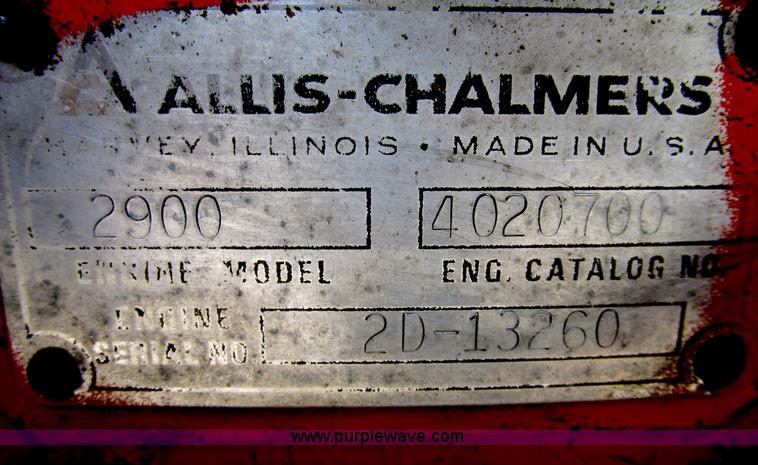 ALLIS-CHALMERS
HARVEY, ILLINOIS • MADE IN U.S.A
2900 4020700
ENGINE MODEL ENG. CATALOG NO.
ENGINE
SERIAL NO 2D-13260
www.purplewave.com